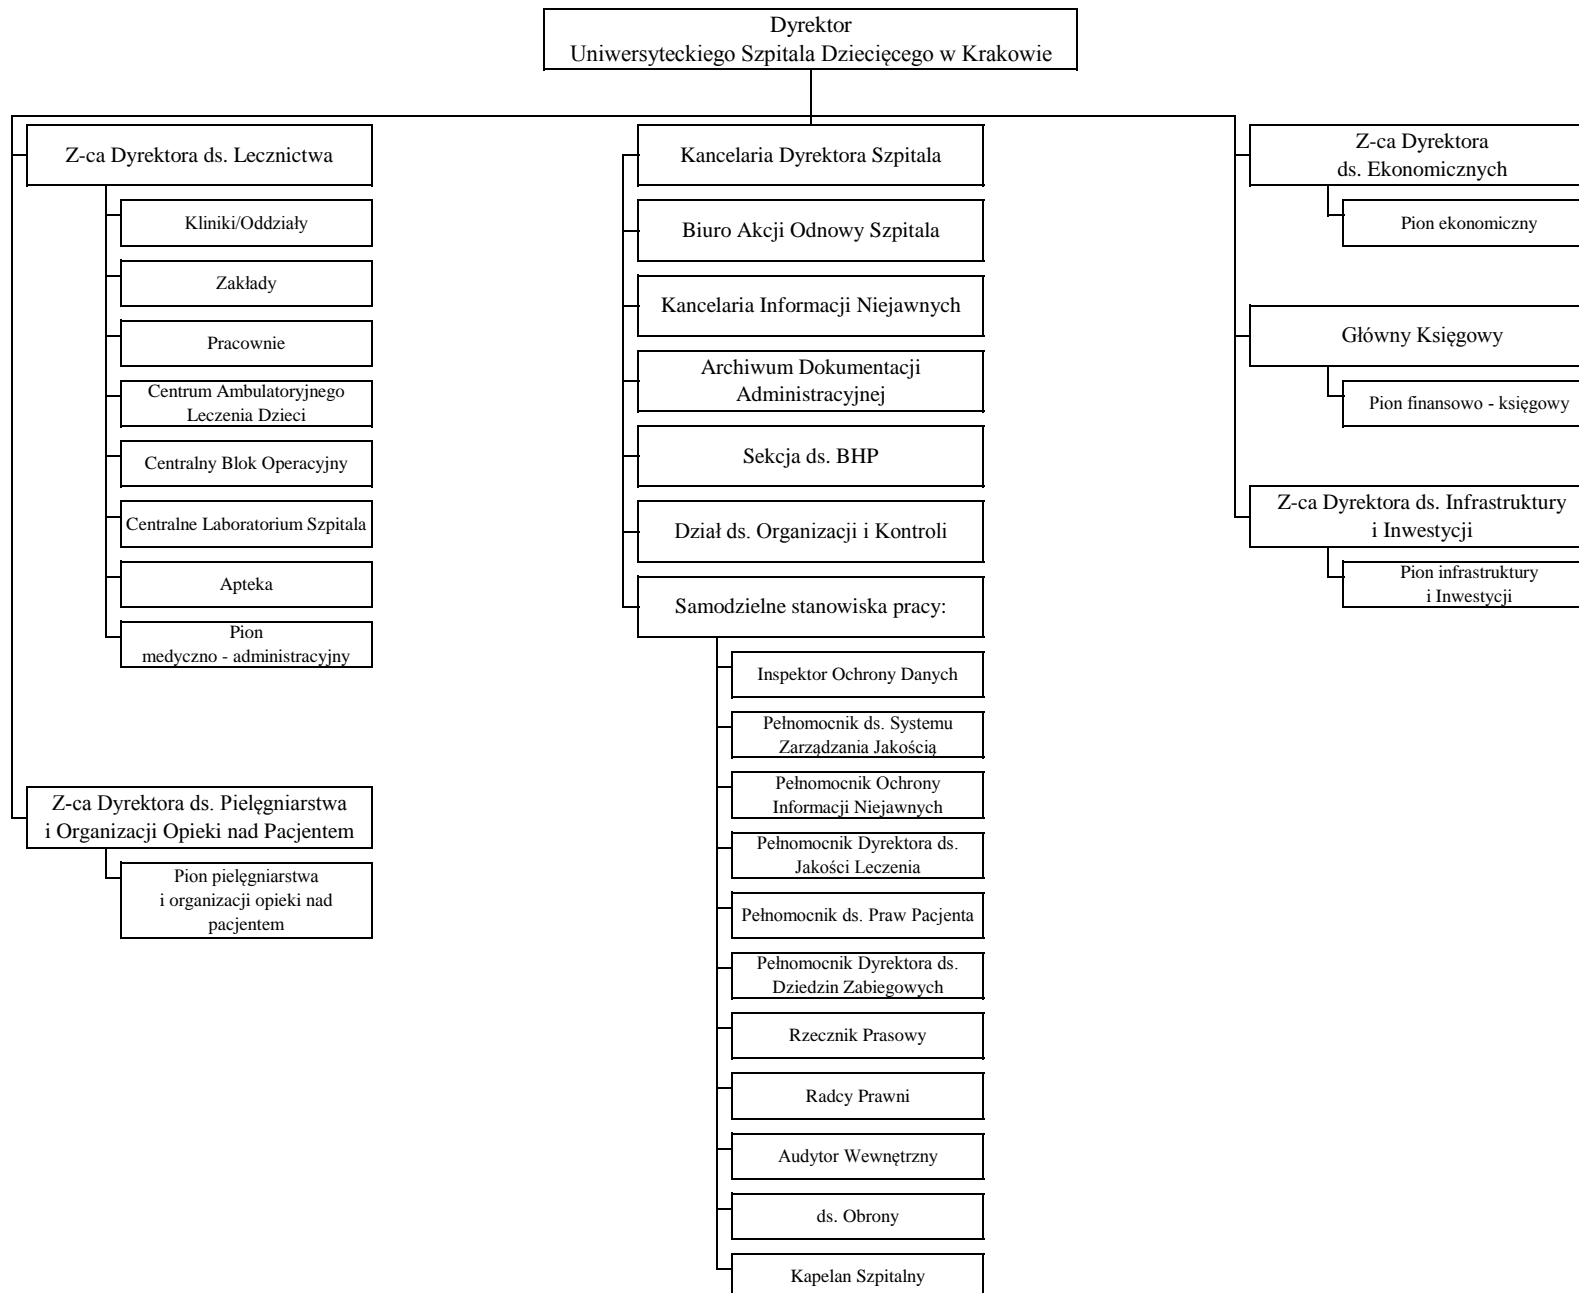 Dyrektor
Uniwersyteckiego Szpitala Dziecięcego w Krakowie
Z-ca Dyrektora ds. Lecznictwa
Kliniki/Oddziały
Zakłady
Pracownie
Centrum Ambulatoryjnego
Leczenia Dzieci
Centralny Blok Operacyjny
Centralne Laboratorium Szpitala
Apteka
Pion
medyczno - administracyjny
Z-ca Dyrektora ds. Pielęgniarstwa
i Organizacji Opieki nad Pacjentem
Pion pielęgniarstwa
i organizacji opieki nad
pacjentem
Kancelaria Dyrektora Szpitala
Biuro Akcji Odnowy Szpitala
Kancelaria Informacji Niejawnych
Archiwum Dokumentacji
Administracyjnej
Sekcja ds. BHP
Dział ds. Organizacji i Kontroli
Samodzielne stanowiska pracy:
Inspektor Ochrony Danych
Pełnomocnik ds. Systemu
Zarządzania Jakością
Pełnomocnik Ochrony
Informacji Niejawnych
Pełnomocnik Dyrektora ds.
Jakości Leczenia
Pełnomocnik ds. Praw Pacjenta
Pełnomocnik Dyrektora ds.
Dziedzin Zabiegowych
Rzecznik Prasowy
Radcy Prawni
Audytor Wewnętrzny
ds. Obrony
Kapelan Szpitalny
Z-ca Dyrektora
ds. Ekonomicznych
Pion ekonomiczny
Główny Księgowy
Pion finansowo - księgowy
Z-ca Dyrektora ds. Infrastruktury
i Inwestycji
Pion infrastruktury
i Inwestycji